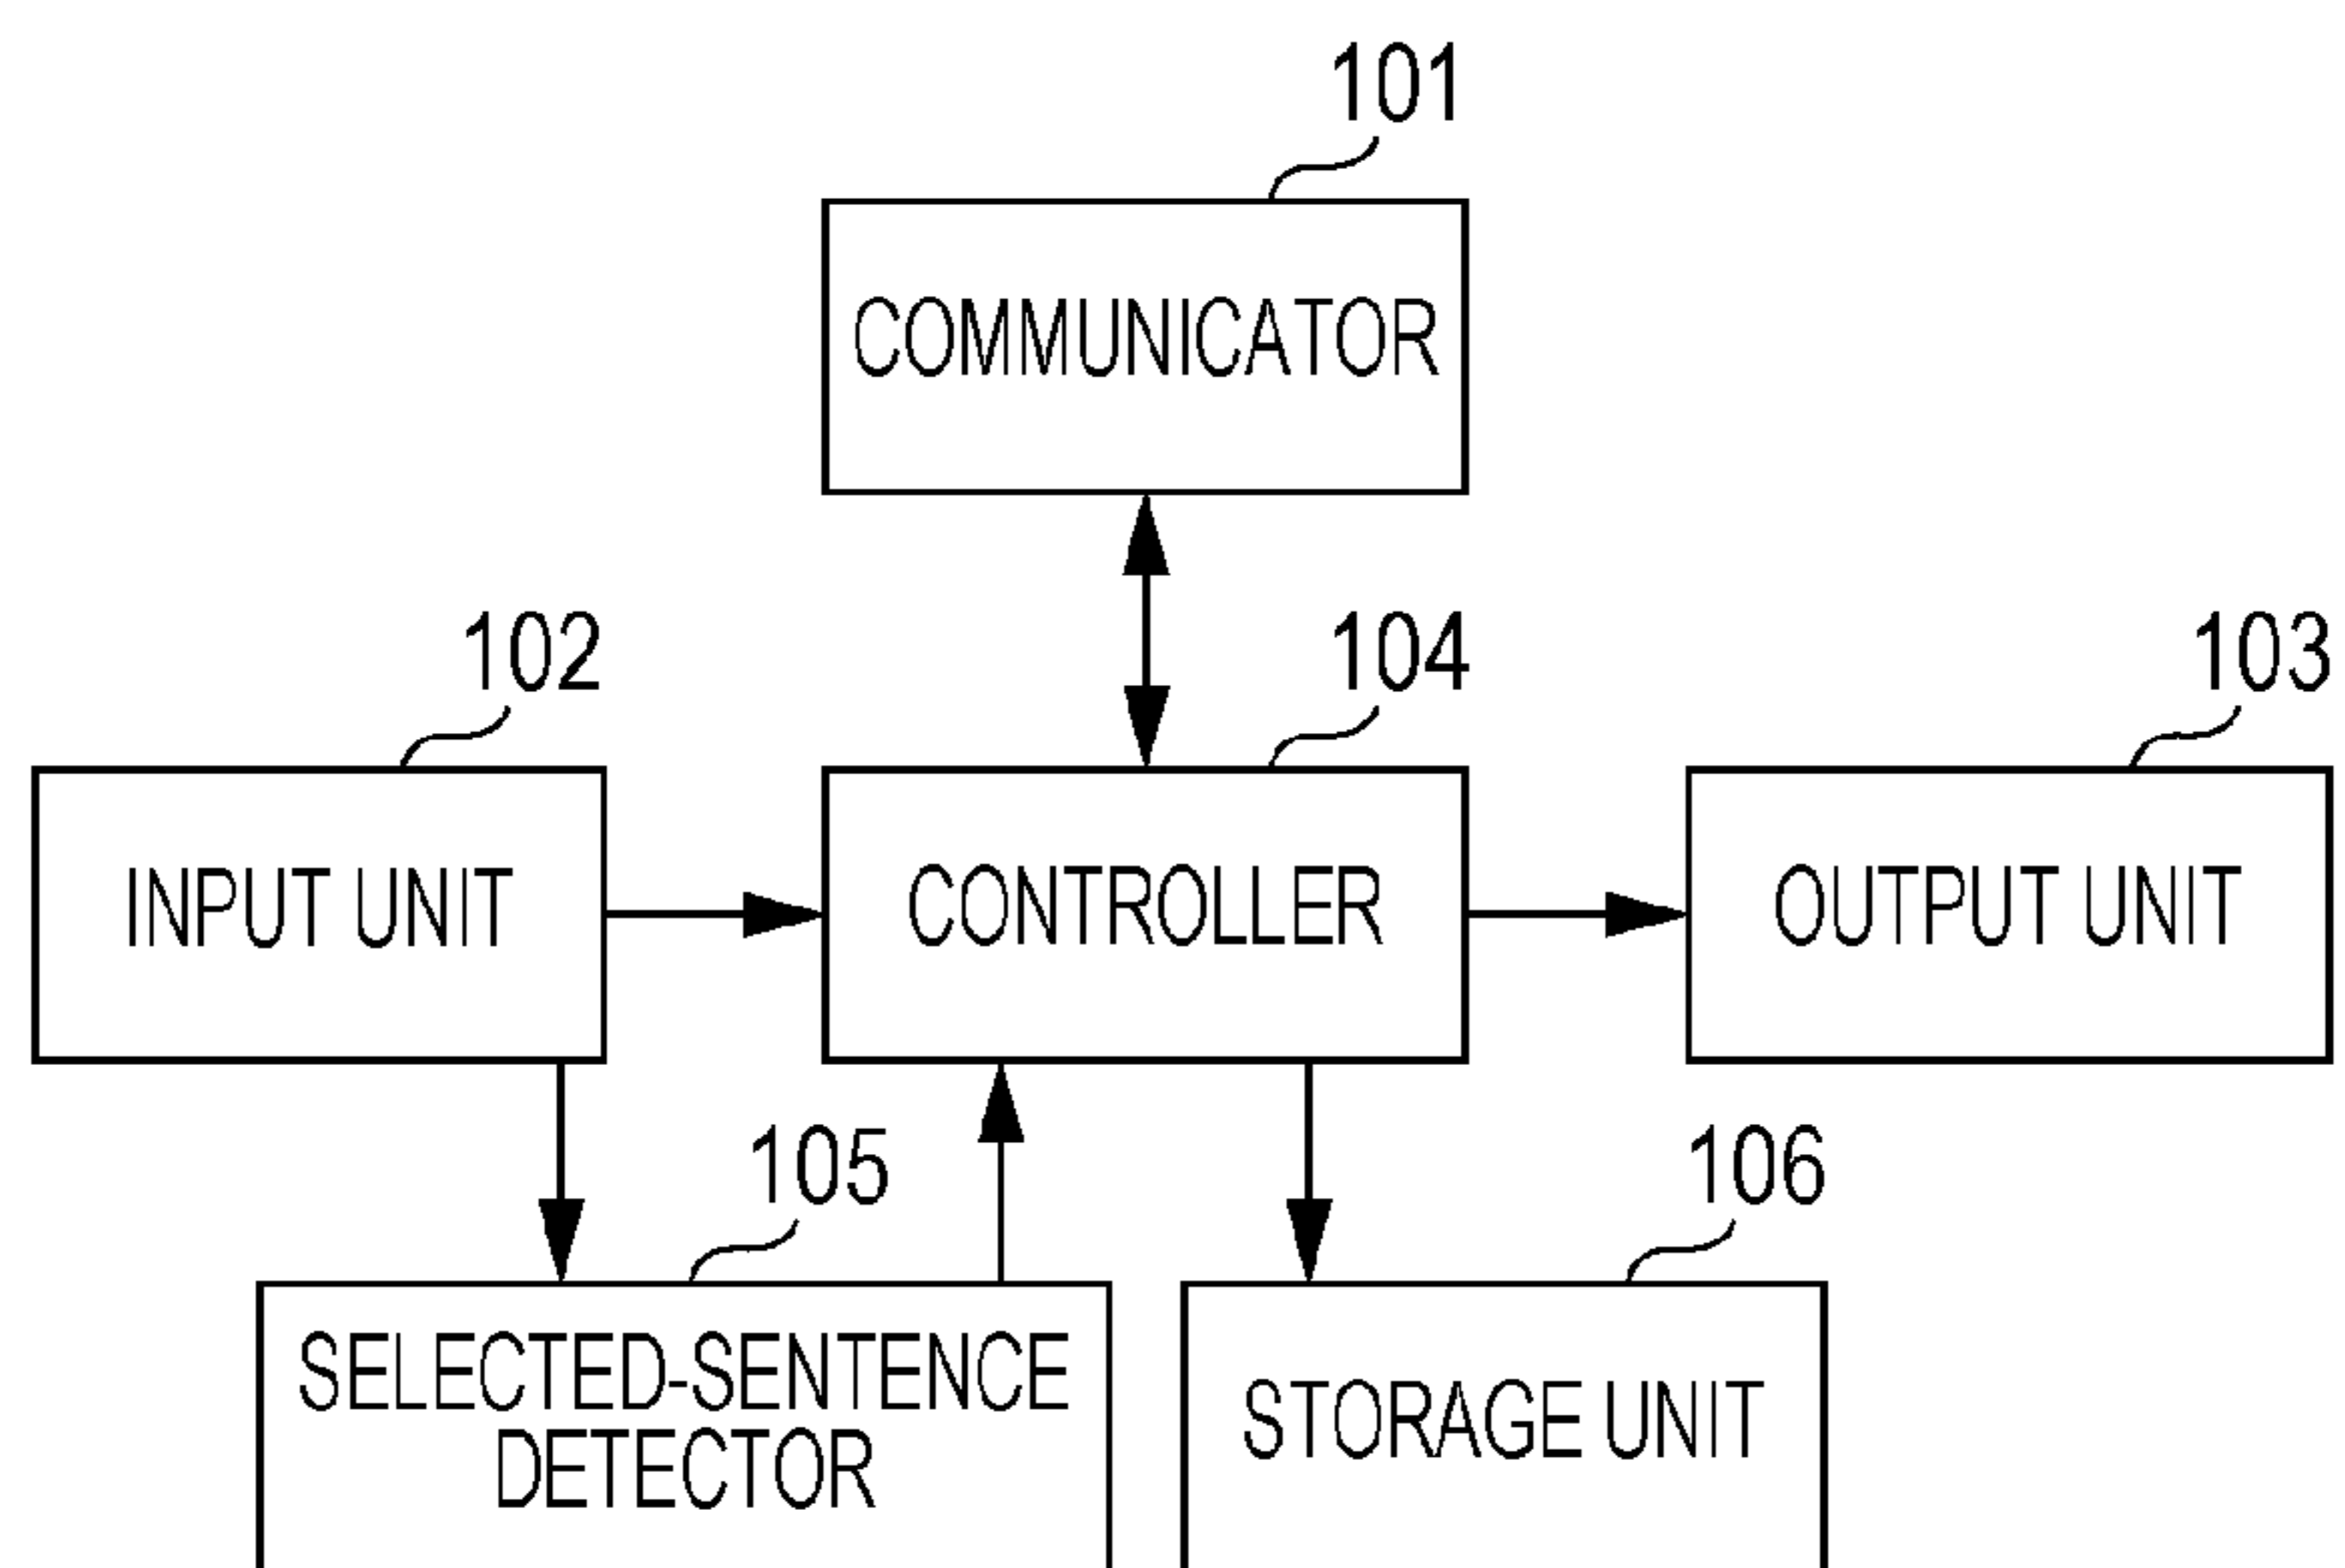 101
COMMUNICATOR
102
104
103
INPUT UNIT
CONTROLLER
OUTPUT UNIT
105
106
SELECTED-SENTENCE
DETECTOR
STORAGE UNIT